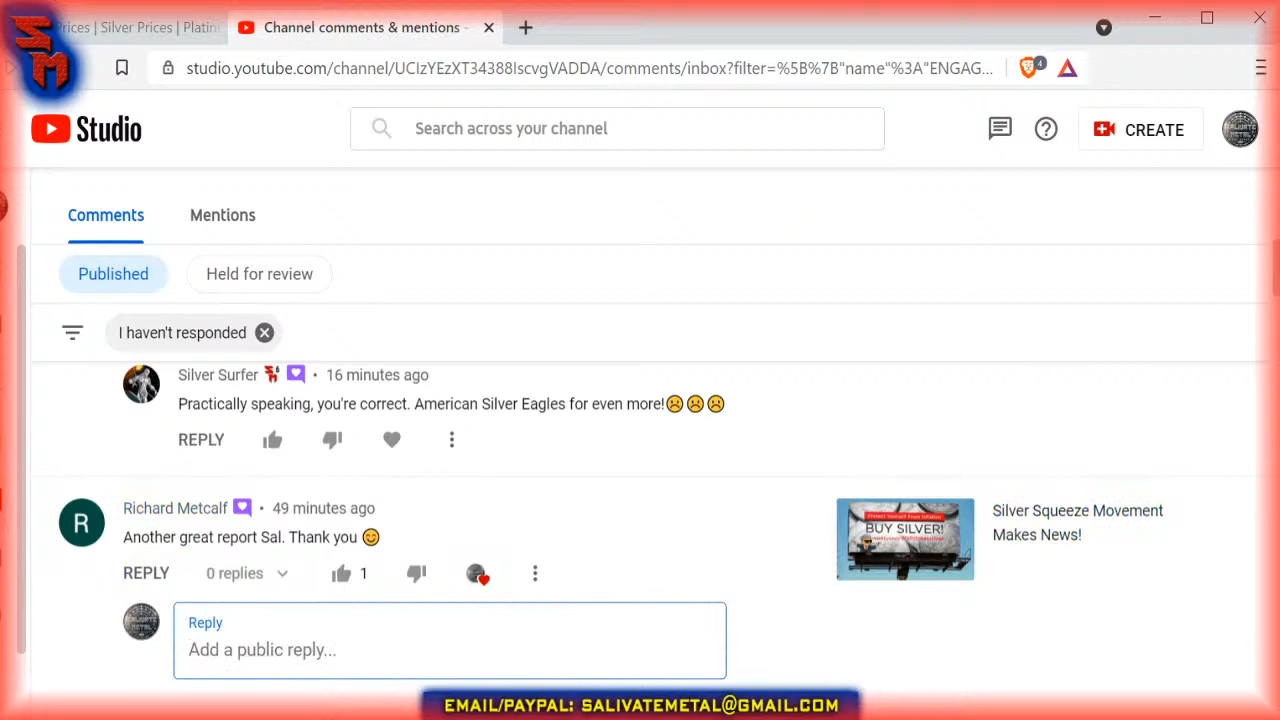 Prices | Silver Prices | Platin
Channel comments & mentions -
studio.youtube.com/channel/UCIzYEzXT34388lscvgVADDA/comments/inbox?filter=%5B%7B"name"%3A"ENGAG...
4
SM
Studio
Search across your channel
CREATE
Comments
Mentions
Published
Held for review
I haven't responded
Silver Surfer • 16 minutes ago
Practically speaking, you're correct. American Silver Eagles for even more!☹️☹️☹️
REPLY
R
Richard Metcalf • 49 minutes ago
Another great report Sal. Thank you 😊
REPLY
0 replies
1
BUY SILVER!
Silver Squeeze Movement
Makes News!
Reply
Add a public reply...
EMAIL/PAYPAL: SALIVATEMETAL@GMAIL.COM